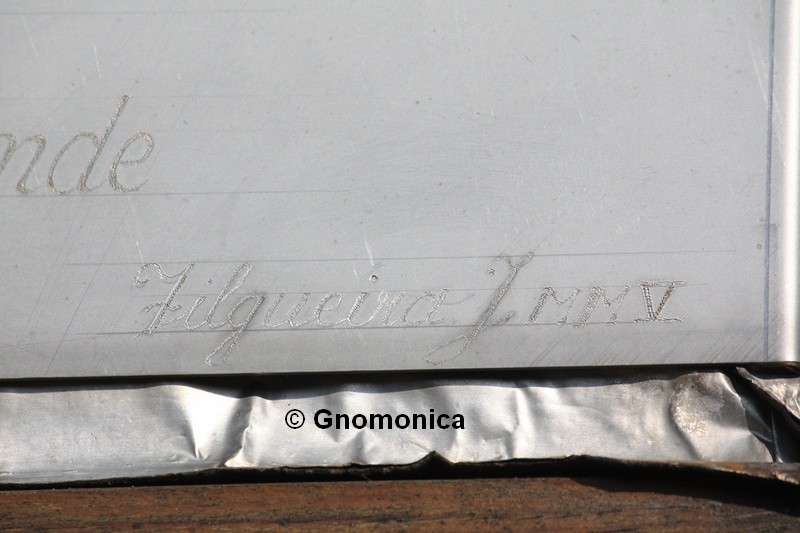 nde
Filgueira J MMV
© Gnomonica